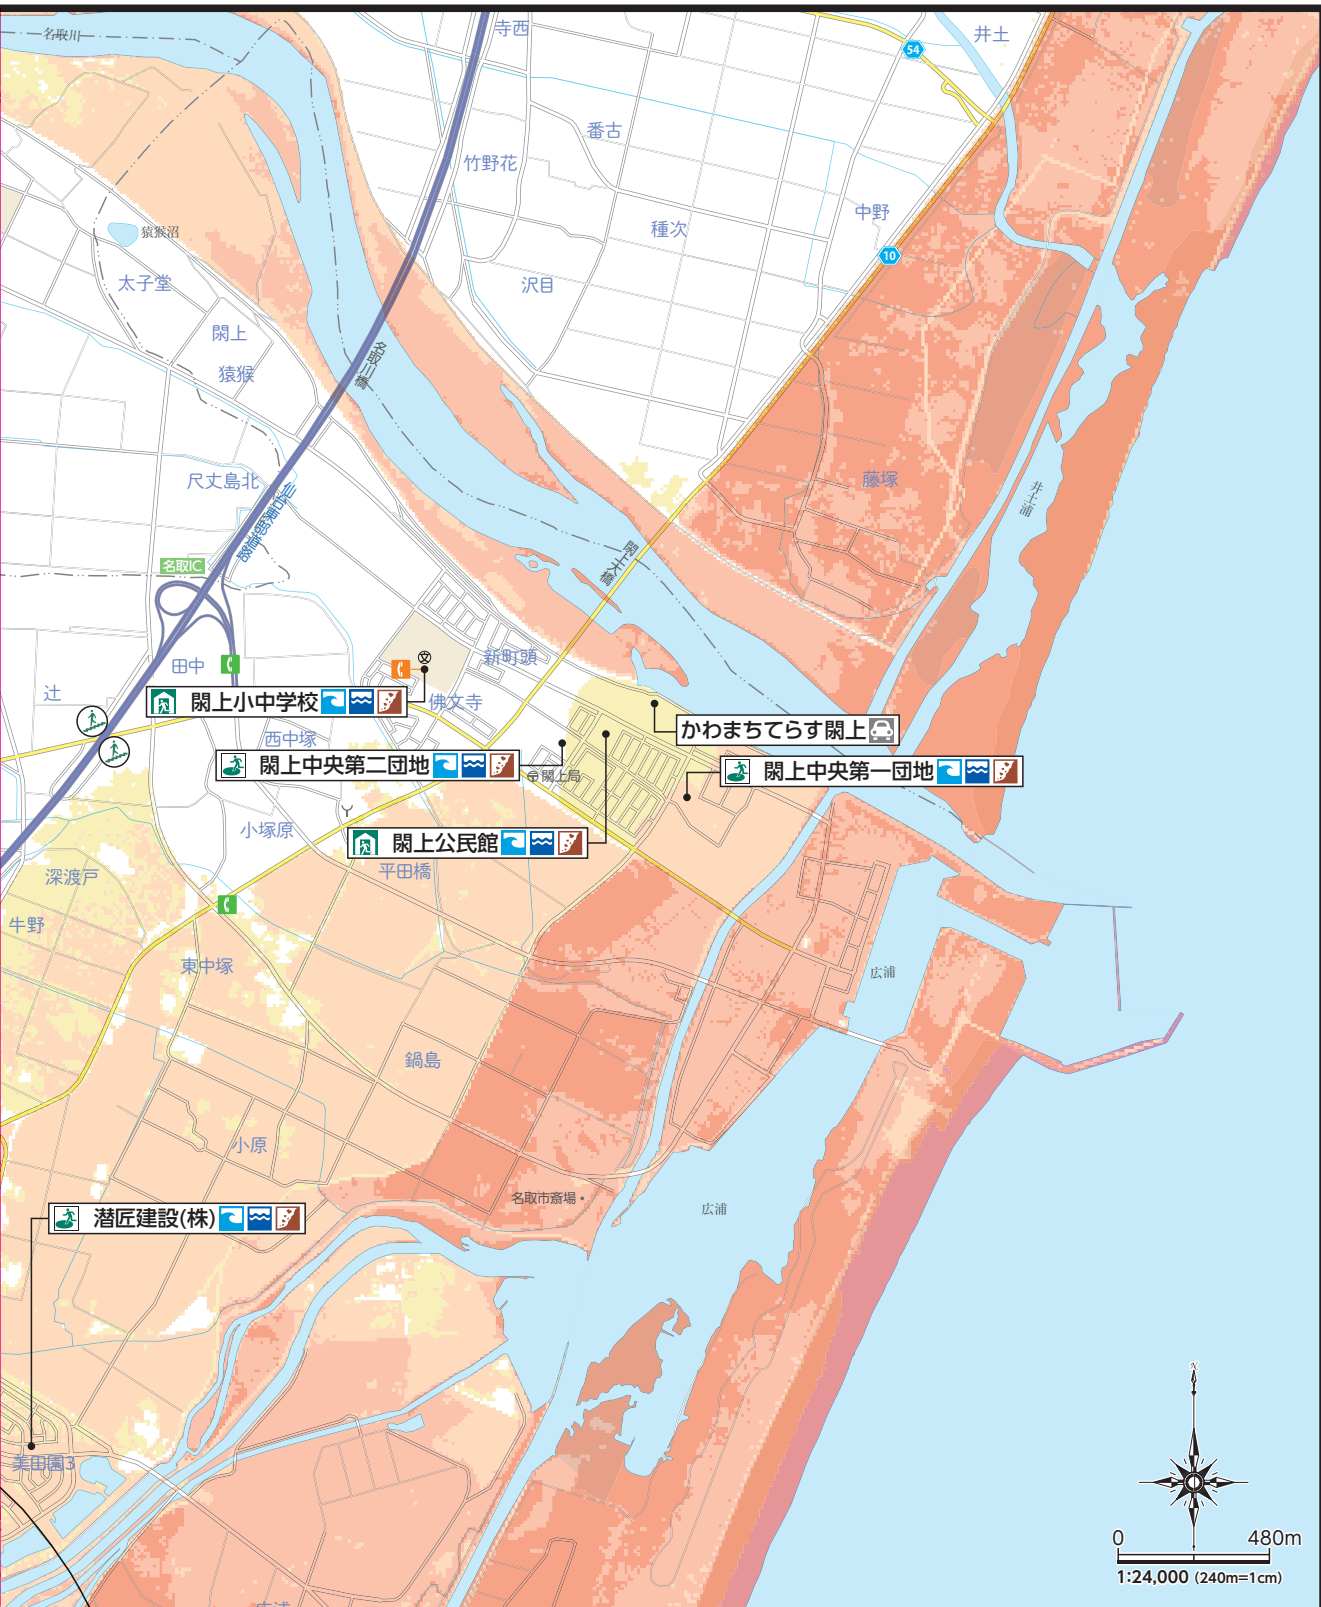 名取川
寺西
54
井土
番古
竹野花
猿猴沼
種次
中野
10
太子堂
沢目
閖上
名取川橋
猿猴
尺丈島北
仙台東部道路
藤塚
井土浦
閖上大橋
名取IC
文
新町頭
田中
辻
閖上小中学校
佛文寺
かわまちてらす閖上
西中塚
閖上中央第二団地
閖上局
閖上中央第一団地
小塚原
閖上公民館
平田橋
深渡戸
牛野
東中塚
広浦
鍋島
小原
名取市斎場
広浦
潜匠建設(株)
美田園3
N
0 480m
1:24,000 (240m=1cm)
広浦